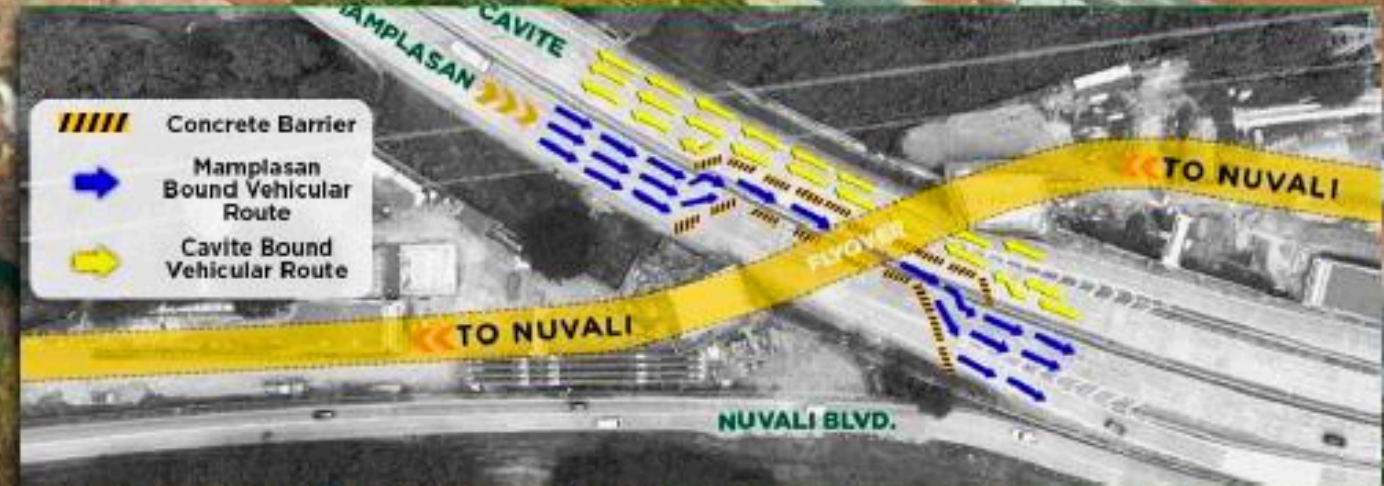 CAVITE
MAMPLASAN
Concrete Barrier
Mamplasan
Bound Vehicular
Route
Cavite Bound
Vehicular Route
TO NUVALI
FLYOVER
TO NUVALI
NUVALI BLVD.